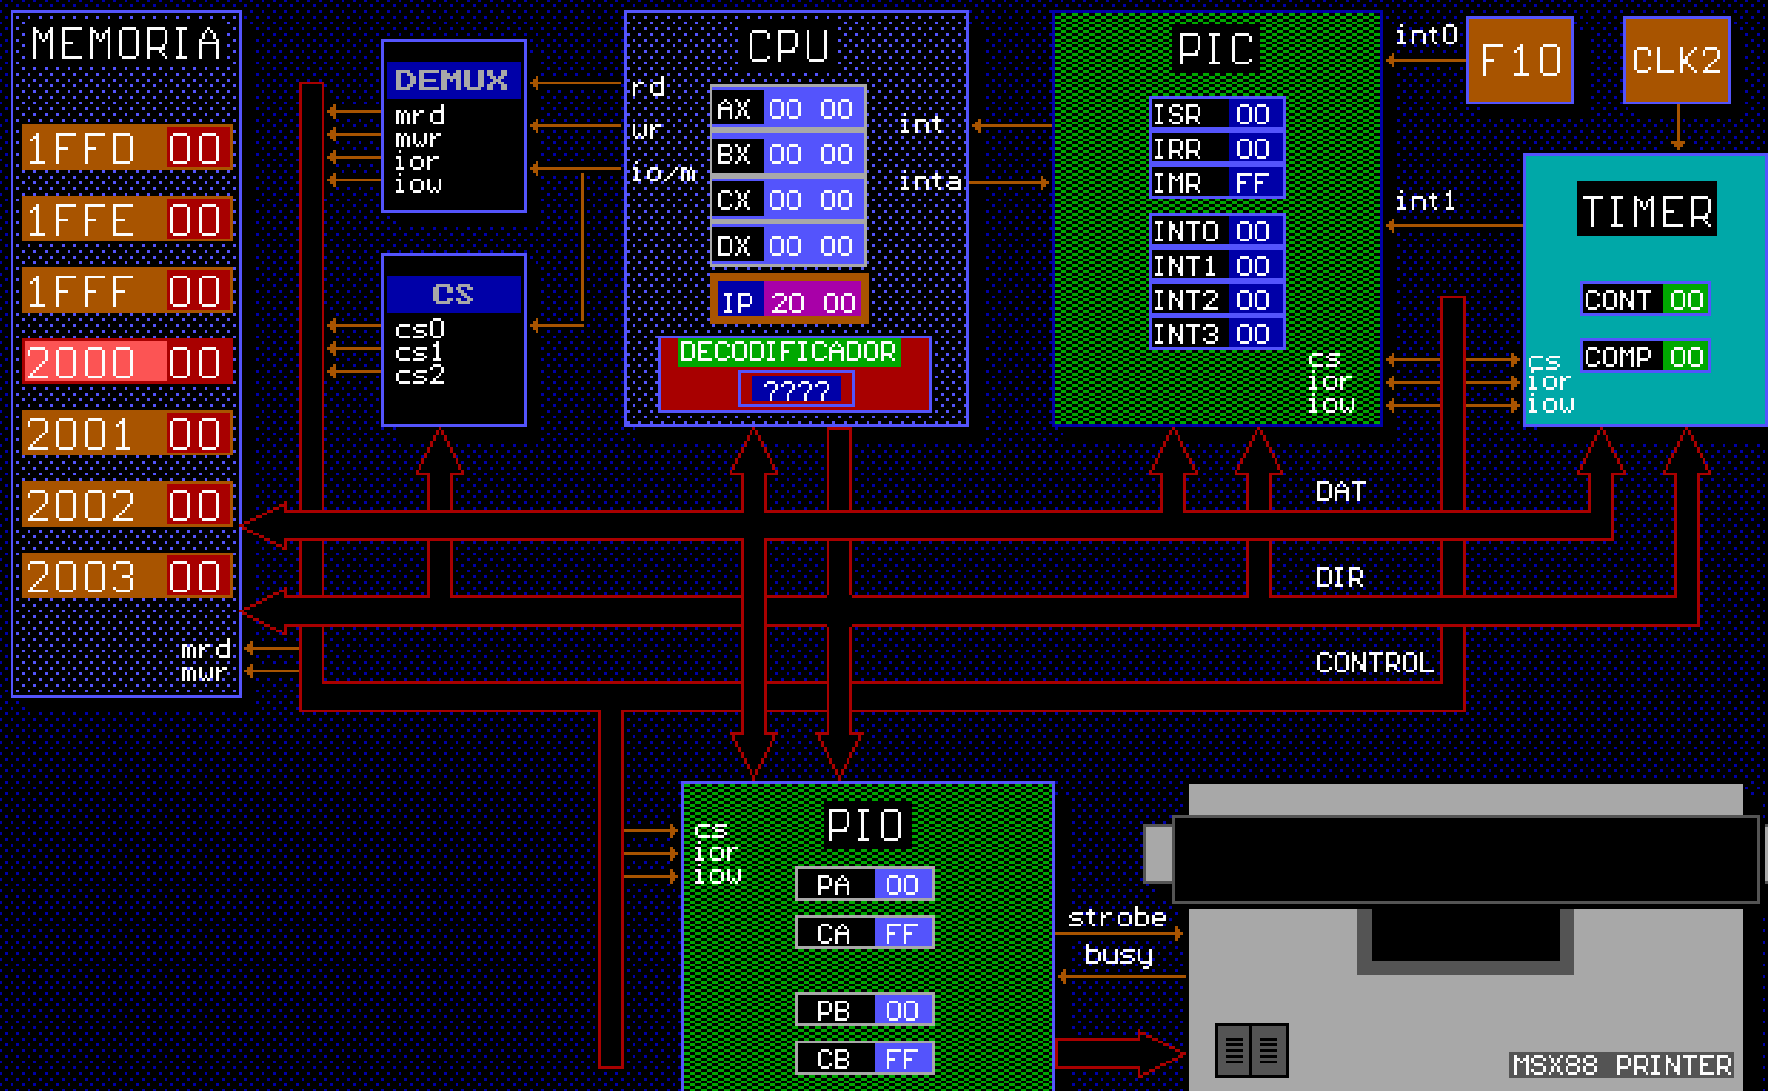 MEMORIA
1FFD 00
1FFE 00
1FFF 00
2000 00
2001 00
2002 00
2003 00
mrd
mwr
DEMUX
mrd
mwr
ior
iow
CS
cs0
cs1
cs2
CPU
rd
wr
io/m
int
inta
AX 00 00
BX 00 00
CX 00 00
DX 00 00
IP 20 00
DECODIFICADOR
????
PIC
ISR 00
IRR 00
IMR FF
INT0 00
INT1 00
INT2 00
INT3 00
cs
ior
iow
int0
F10
CLK2
int1
TIMER
CONT 00
COMP 00
cs
ior
iow
DAT
DIR
CONTROL
PIO
cs
ior
iow
PA 00
CA FF
PB 00
CB FF
strobe
busy
MSX88 PRINTER